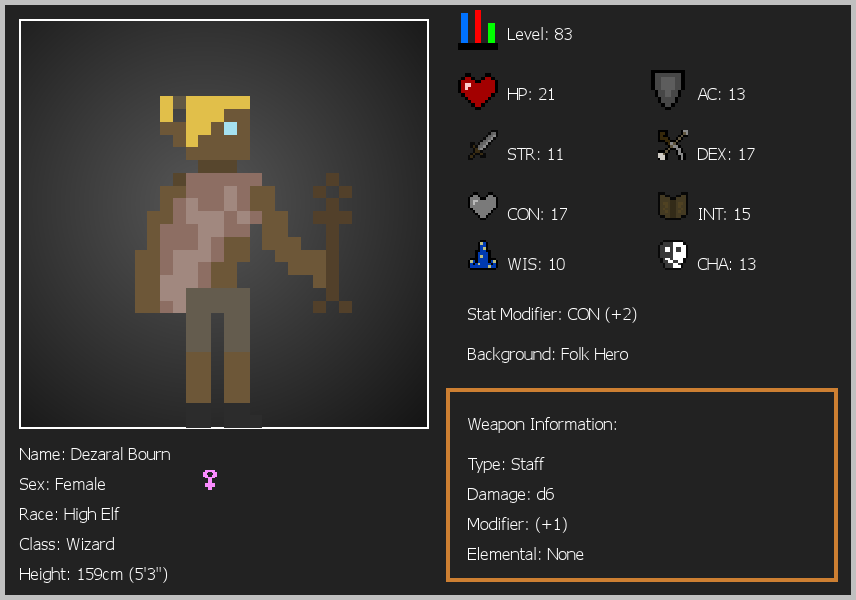 Level: 83
HP: 21
AC: 13
STR: 11
DEX: 17
CON: 17
INT: 15
WIS: 10
CHA: 13
Stat Modifier: CON (+2)
Background: Folk Hero
Weapon Information:
Type: Staff
Damage: d6
Modifier: (+1)
Elemental: None
Name: Dezaral Bourn
Sex: Female
Race: High Elf
Class: Wizard
Height: 159cm (5'3")